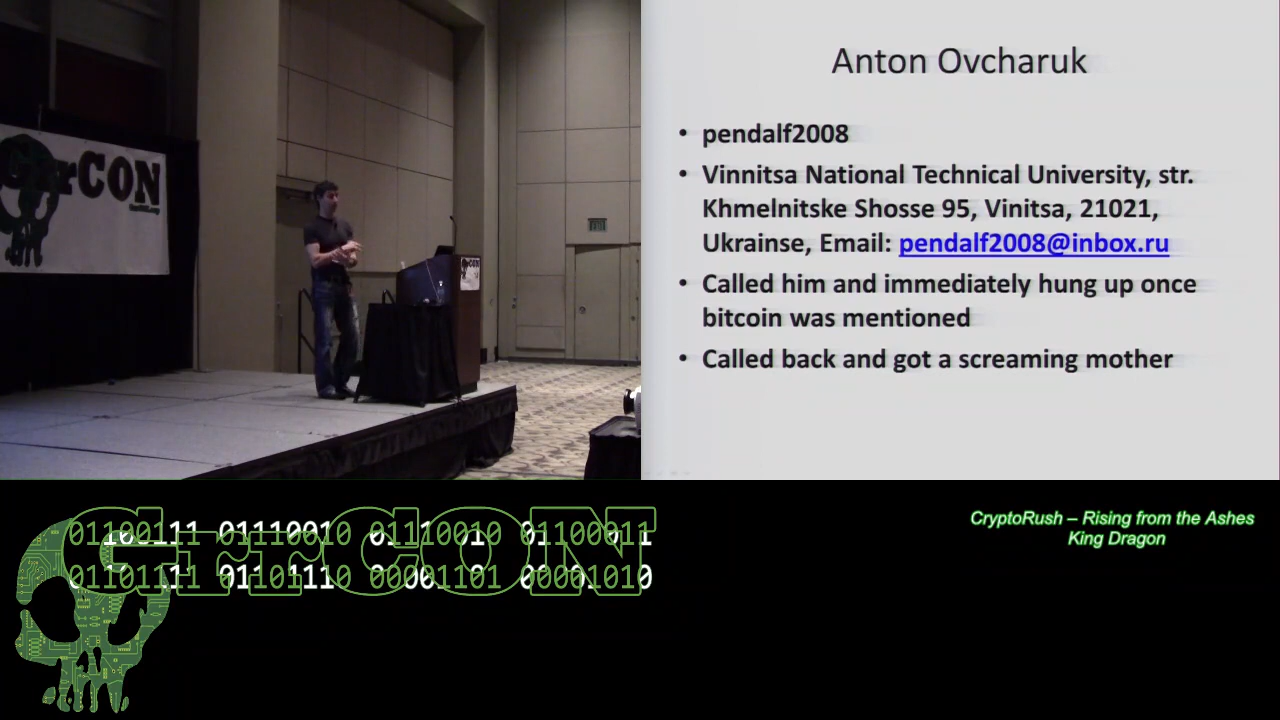 GrrCON
Anton Ovcharuk
• pendalf2008
• Vinnitsa National Technical University, str.
Khmelnitske Shosse 95, Vinitsa, 21021,
Ukrainse, Email: pendalf2008@inbox.ru
• Called him and immediately hung up once
bitcoin was mentioned
• Called back and got a screaming mother
GrrCON
01100111 01110010 01110010 01100011
01101111 01101110 00001101 00001010
CryptoRush – Rising from the Ashes
King Dragon